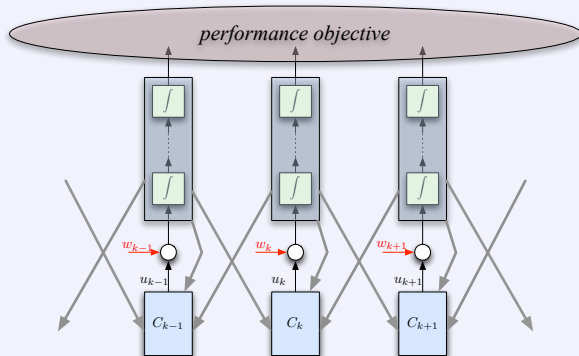 performance objective
∫ ∫ ∫
∫ ∫ ∫
w_{k−1} w_k w_{k+1}
u_{k−1} u_k u_{k+1}
C_{k−1} C_k C_{k+1}